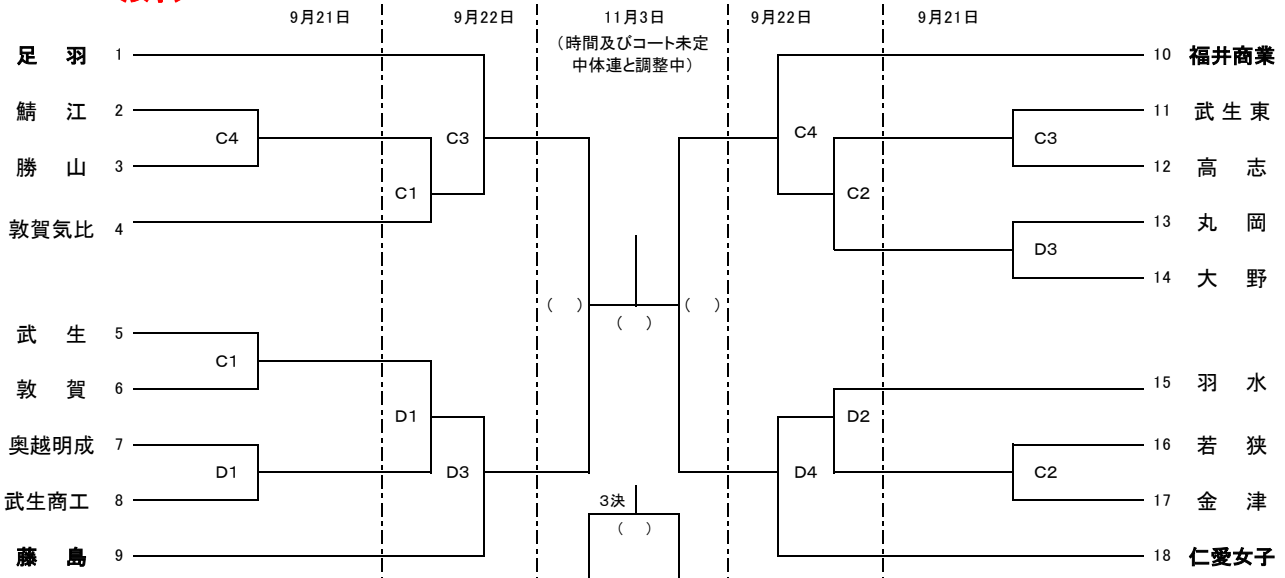 9月21日 9月22日 11月3日 9月22日 9月21日
(時間及びコート未定
中体連と調整中)
足 羽 1
鯖 江 2
C4
勝 山 3
敦賀気比 4
C1
C3
武 生 5
C1
敦 賀 6
奥越明成 7
D1
武生商工 8
藤 島 9
D1
D3
( ) ( ) ( )
3決
( )
10 福井商業
11 武生東
C3
12 高 志
13 丸 岡
D3
14 大 野
C4
C2
15 羽 水
16 若 狭
C2
17 金 津
18 仁愛女子
D2
D4